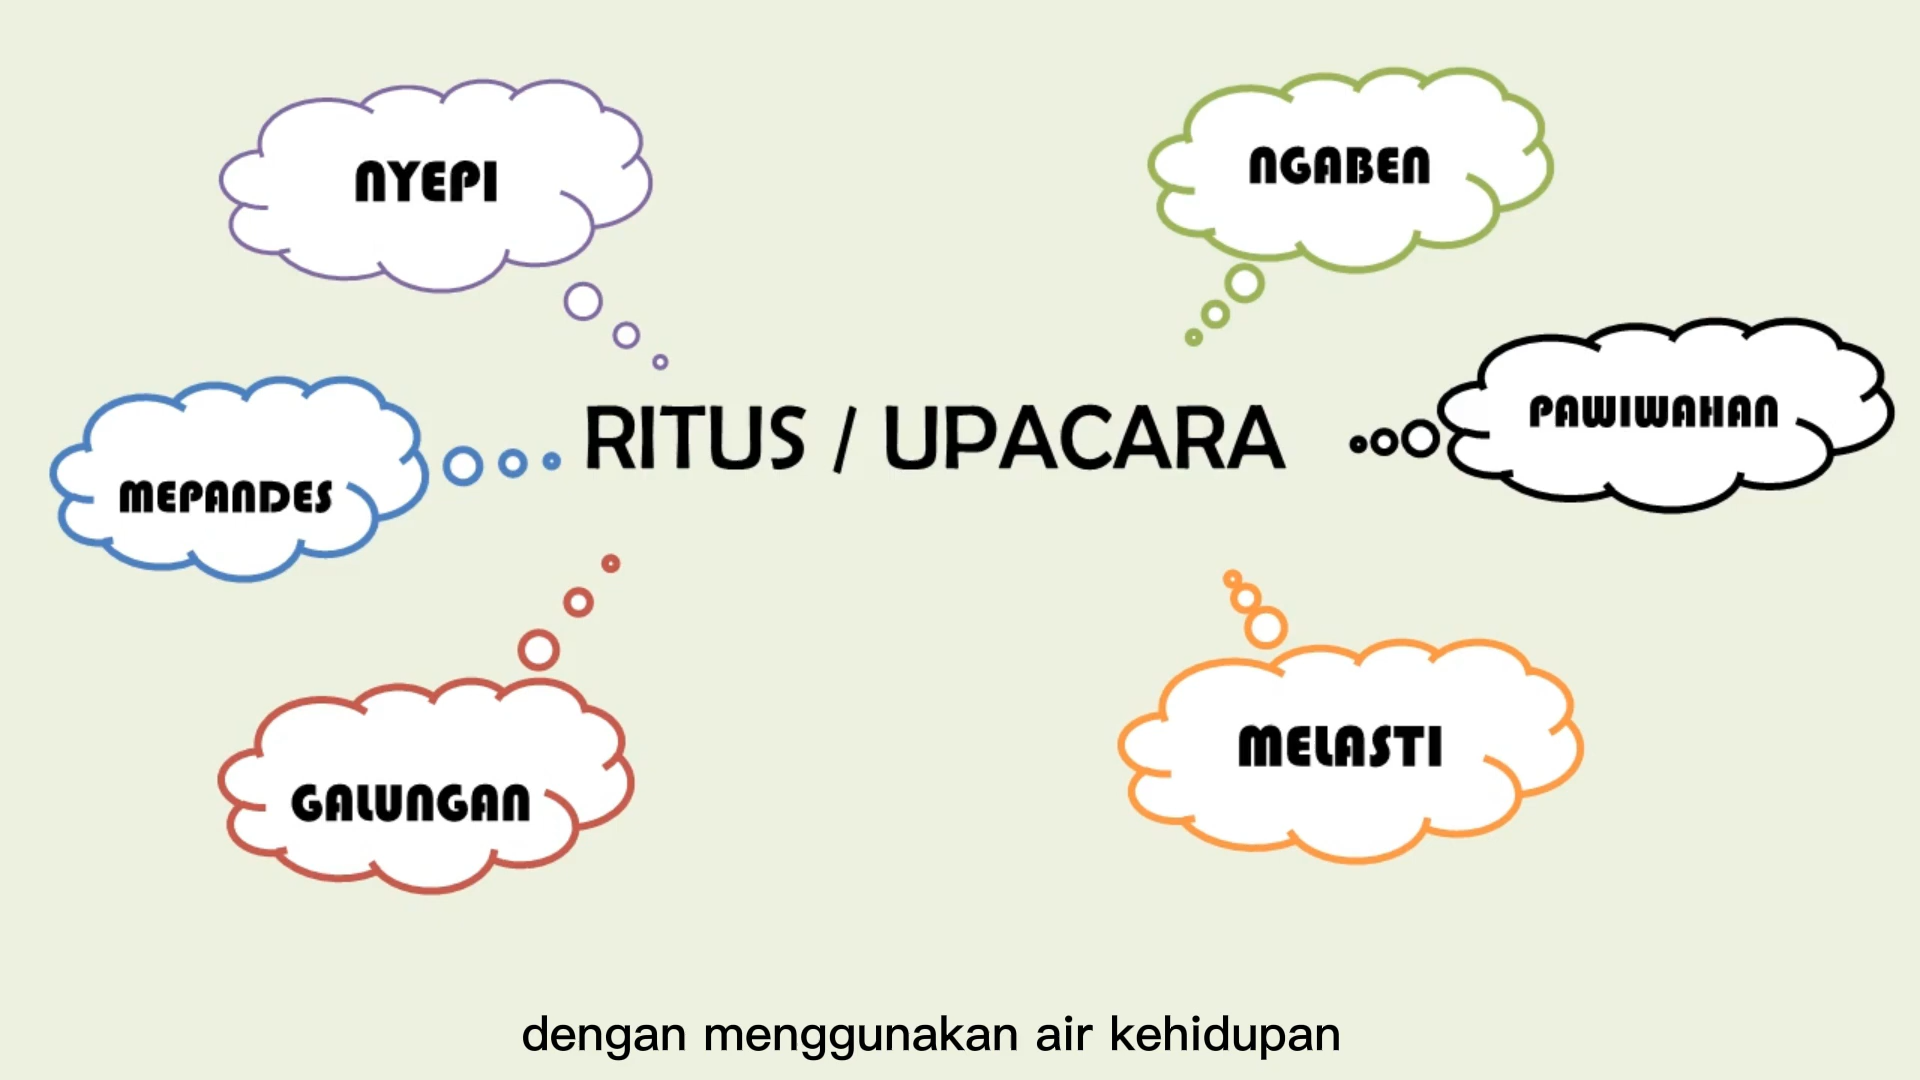 NYEPI
NGABEN
MEPANDES
RITUS / UPACARA
PAWIWAHAN
GALUNGAN
MELASTI
dengan menggunakan air kehidupan